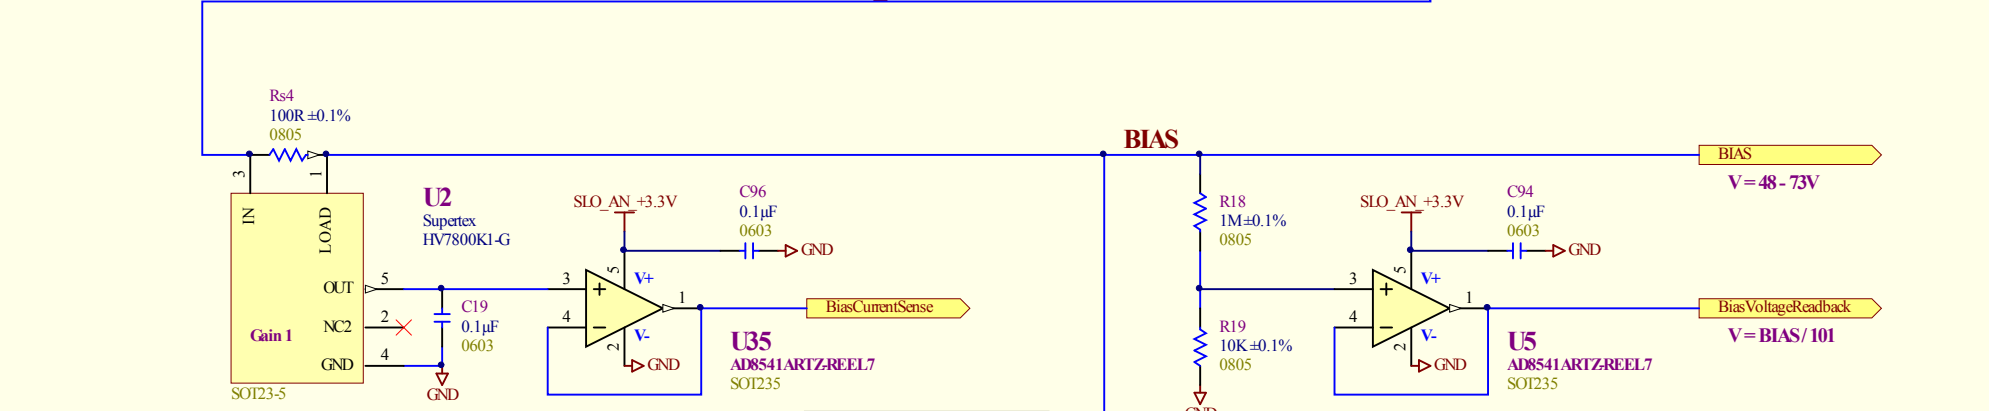 Rs4
100R ±0.1%
0805
3
1
IN
LOAD
OUT
NC2
GND
Gain 1
SOT23-5
5
2
4
U2
Supertex
HV7800K1-G
C19
0.1µF
0603
GND
SLO_AN_+3.3V
C96
0.1µF
0603
GND
5
V+
3
+
4
−
1
V-
2
GND
U35
AD8541ARTZ-REEL7
SOT235
BiasCurrentSense
BIAS
R18
1M±0.1%
0805
R19
10K ±0.1%
0805
SLO_AN_+3.3V
C94
0.1µF
0603
GND
5
V+
3
+
4
−
1
V-
2
GND
U5
AD8541ARTZ-REEL7
SOT235
BIAS
V = 48 - 73V
BiasVoltageReadback
V = BIAS / 101